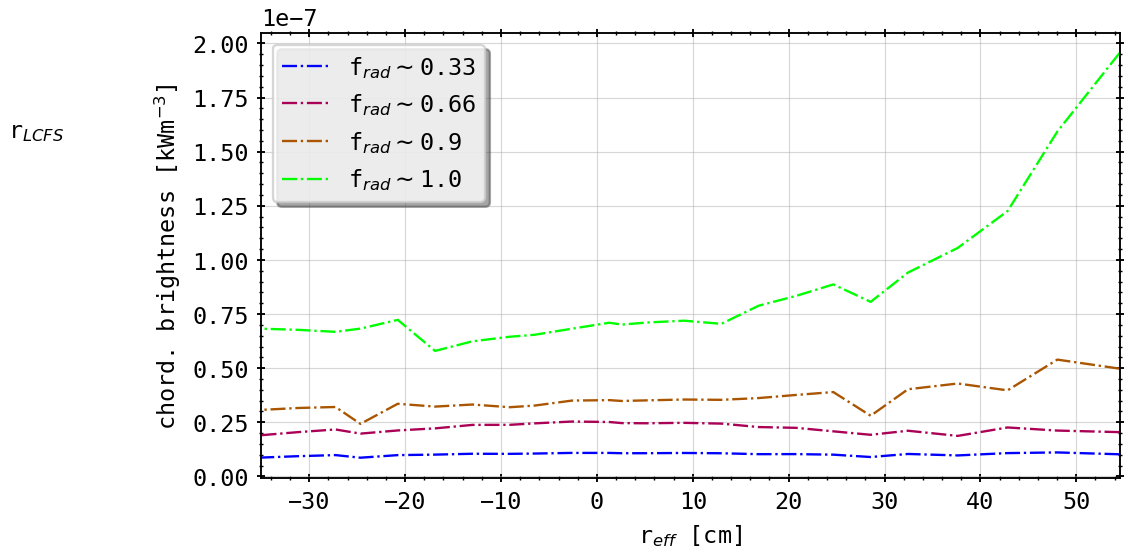 1e−7
2.00
1.75
1.50
1.25
1.00
0.75
0.50
0.25
0.00
chord. brightness [kWm⁻³]
r_LCFS
f_rad ~ 0.33
f_rad ~ 0.66
f_rad ~ 0.9
f_rad ~ 1.0
−30 −20 −10 0 10 20 30 40 50
r_eff [cm]